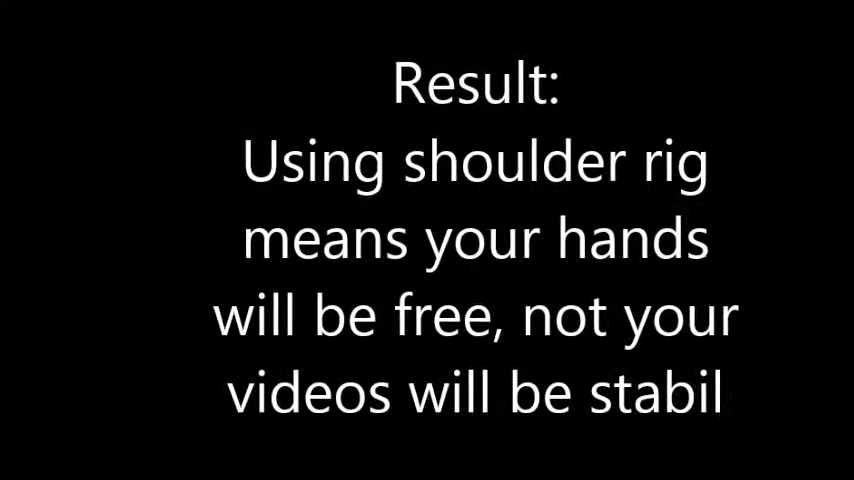 Result:
Using shoulder rig
means your hands
will be free, not your
videos will be stabil